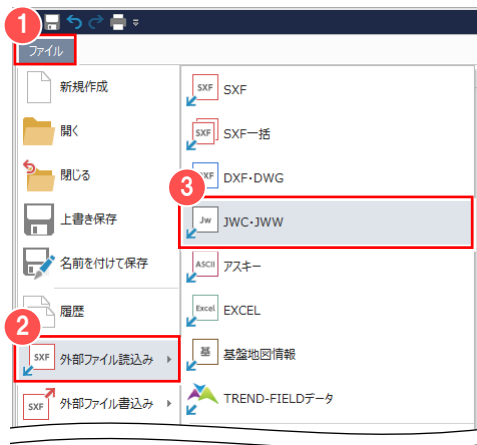 1
ファイル
新規作成
開く
閉じる
上書き保存
名前を付けて保存
履歴
2
SXF 外部ファイル読込み
SXF 外部ファイル書込み
SXF SXF
SXF SXF一括
SXF DXF・DWG
3
Jw JWC・JWW
ASCII アスキー
Excel EXCEL
基 基盤地図情報
TREND-FIELDデータ